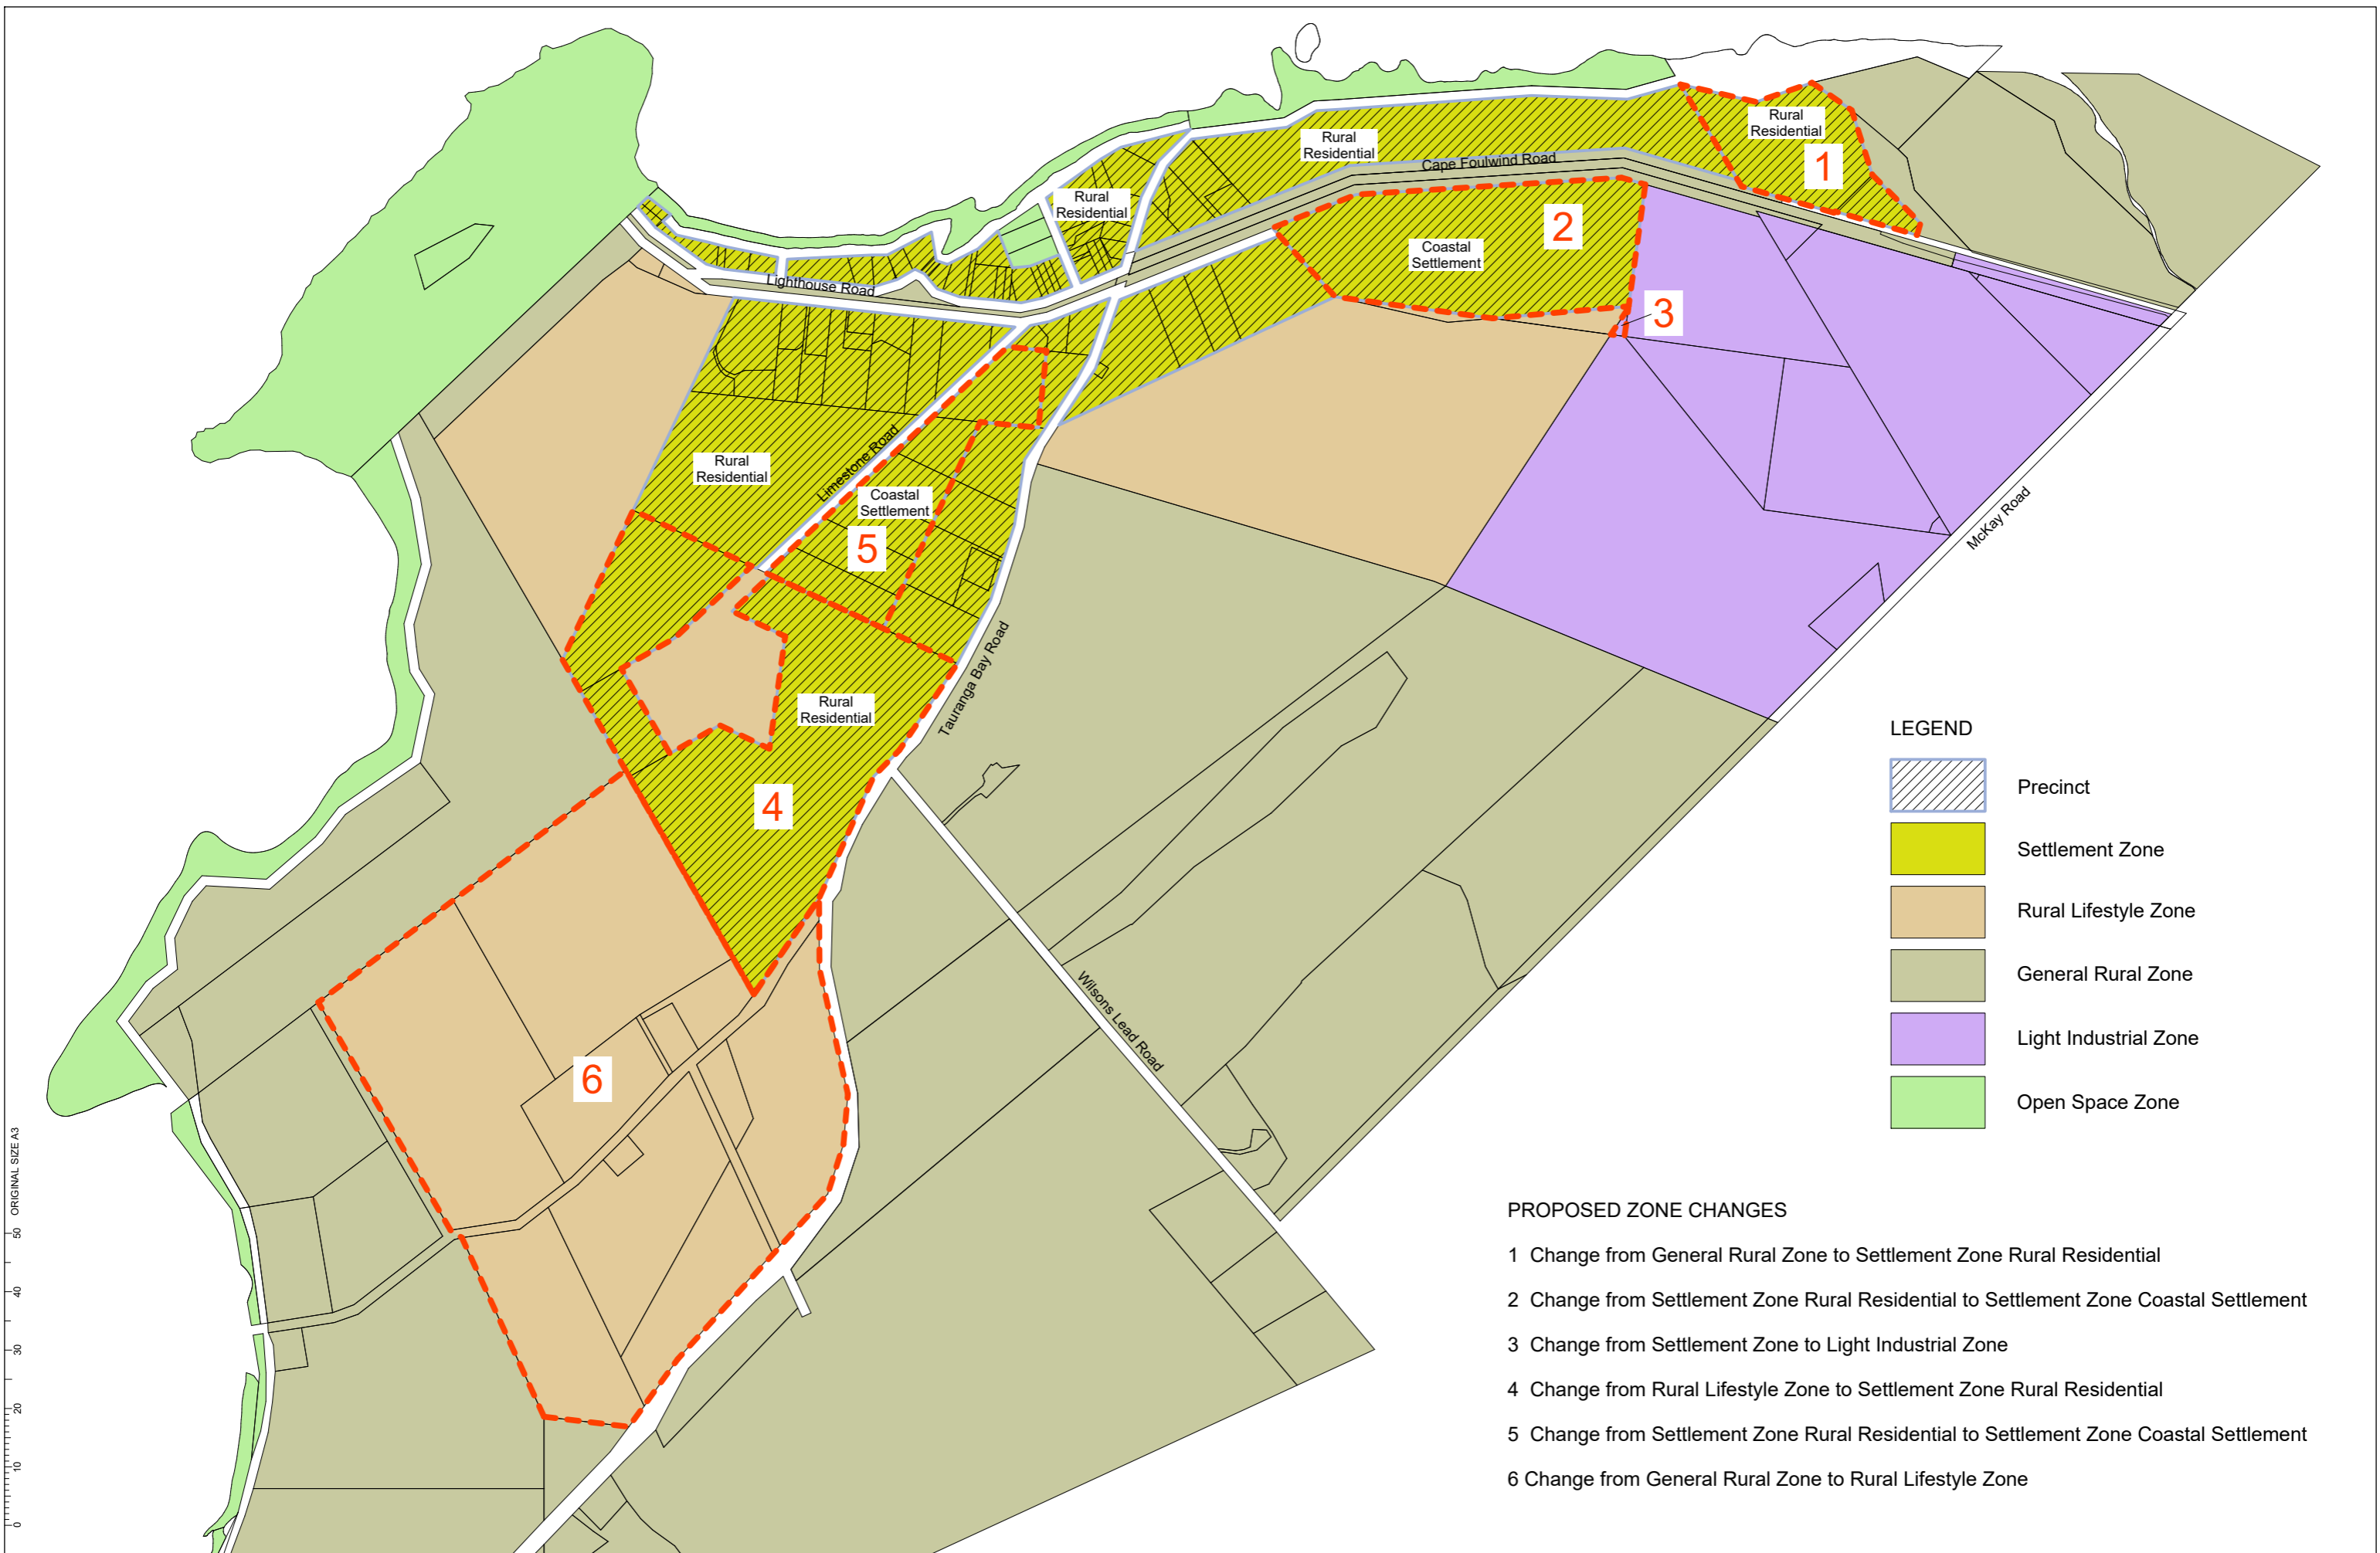 Rural
Residential
1
Rural
Residential
Cape Foulwind Road
Rural
Residential
2
Coastal
Settlement
3
Lighthouse Road
Rural
Residential
Limestone Road
Coastal
Settlement
5
McKay Road
Tauranga Bay Road
Rural
Residential
4
Wilsons Lead Road
6
LEGEND
Precinct
Settlement Zone
Rural Lifestyle Zone
General Rural Zone
Light Industrial Zone
Open Space Zone
PROPOSED ZONE CHANGES
1 Change from General Rural Zone to Settlement Zone Rural Residential
2 Change from Settlement Zone Rural Residential to Settlement Zone Coastal Settlement
3 Change from Settlement Zone to Light Industrial Zone
4 Change from Rural Lifestyle Zone to Settlement Zone Rural Residential
5 Change from Settlement Zone Rural Residential to Settlement Zone Coastal Settlement
6 Change from General Rural Zone to Rural Lifestyle Zone
ORIGINAL SIZE A3
50
40
30
20
10
0